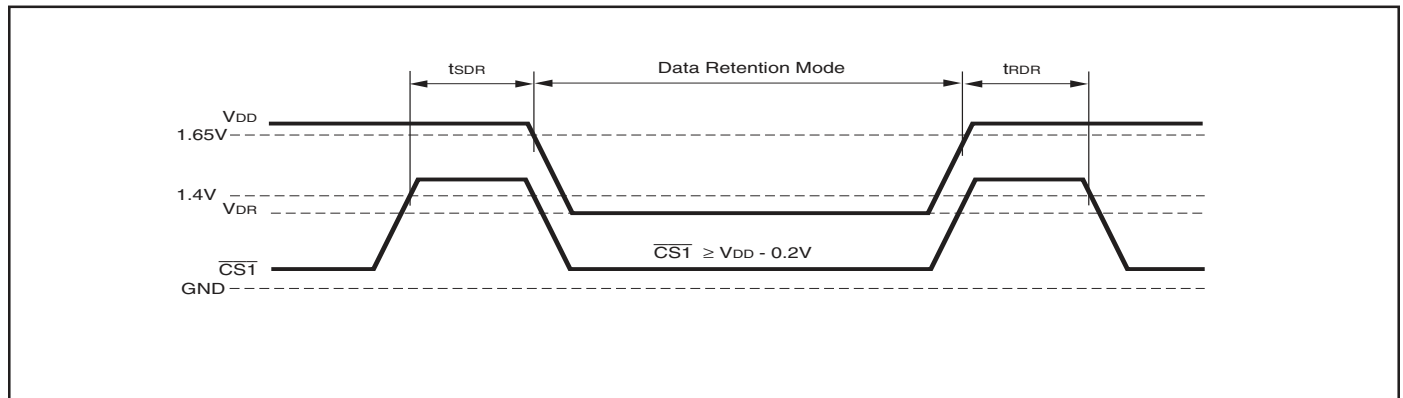 tSDR Data Retention Mode tRDR
VDD
1.65V
1.4V
VDR
CS1 ≥ VDD - 0.2V
CS1
GND